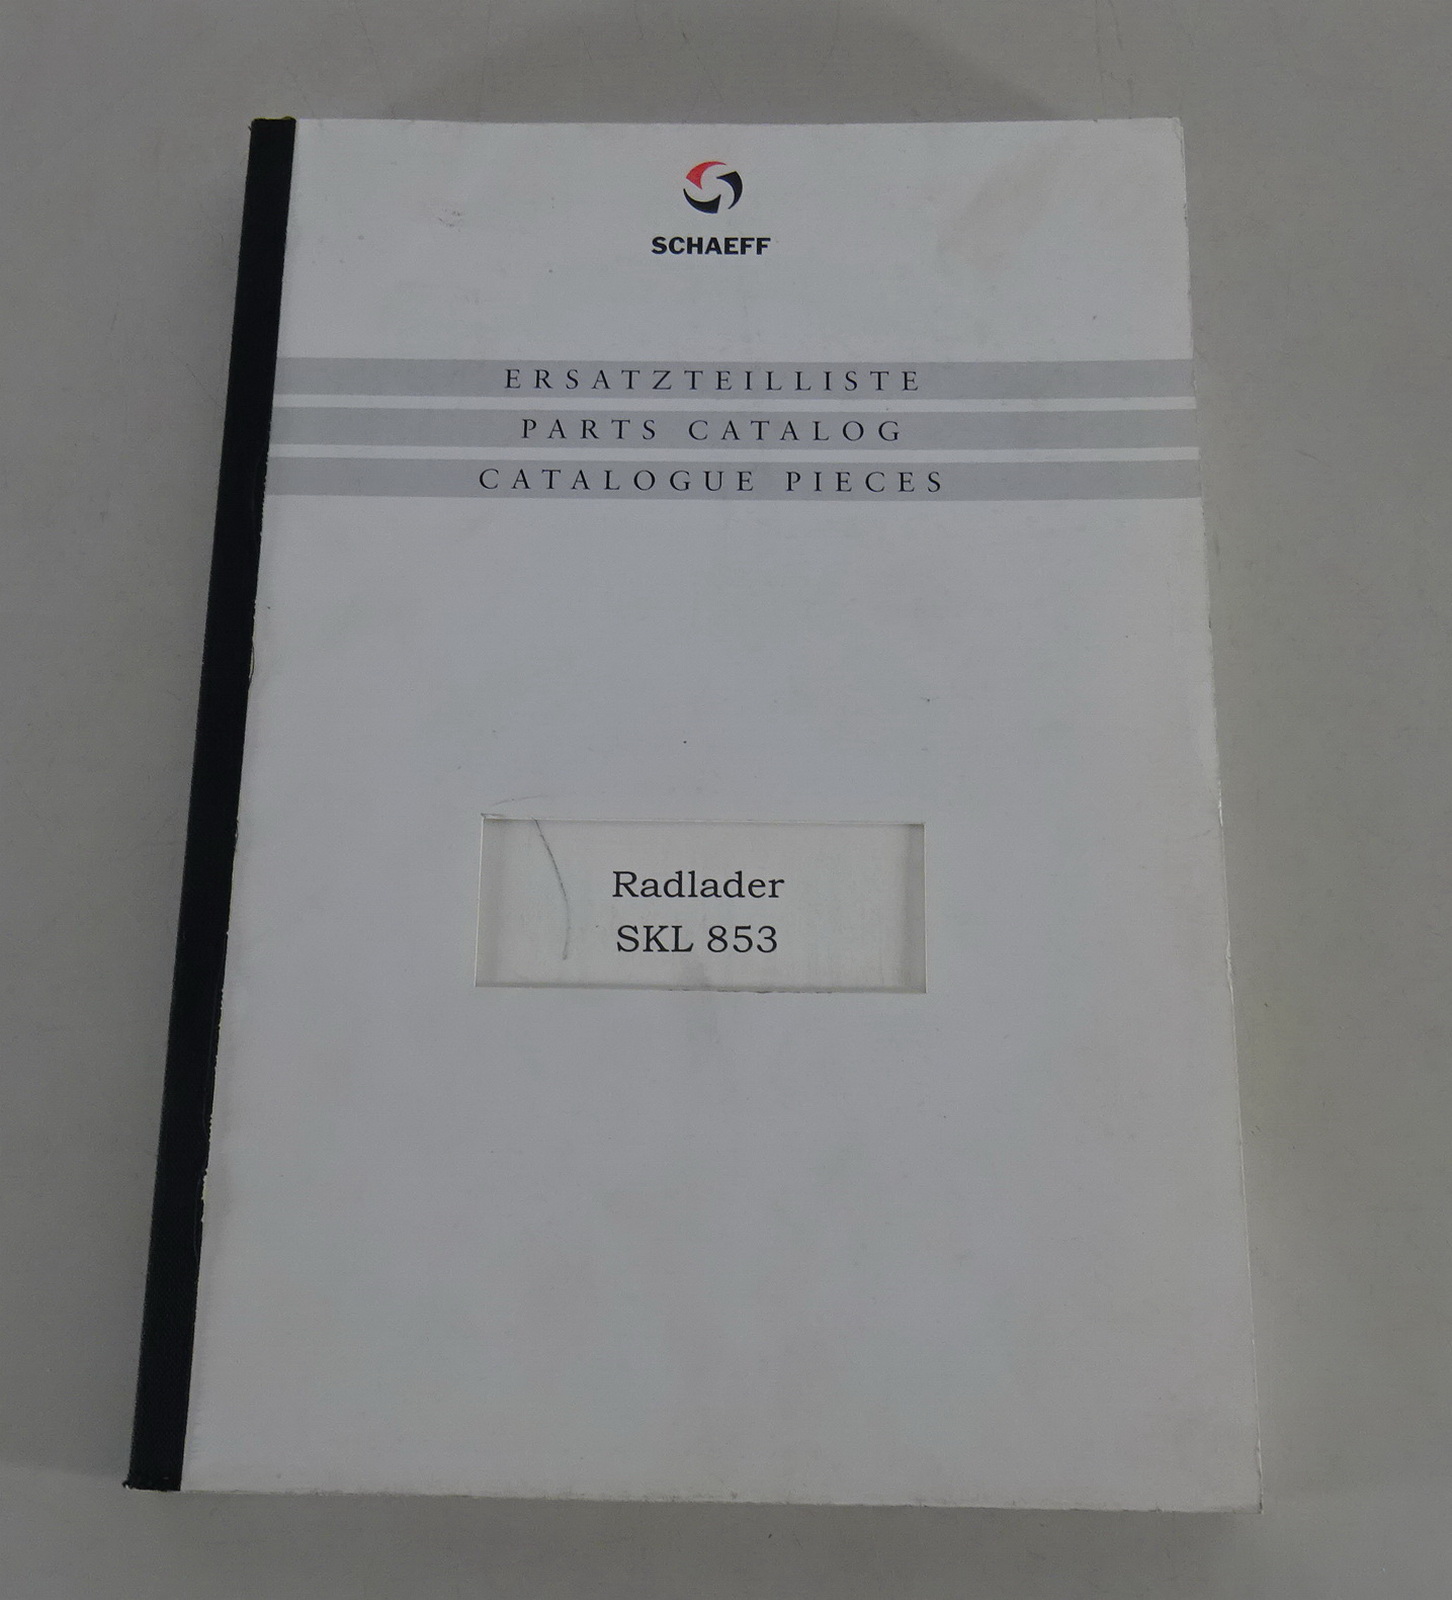 SCHAEFF
ERSATZTEILLISTE
PARTS CATALOG
CATALOGUE PIECES
Radlader
SKL 853